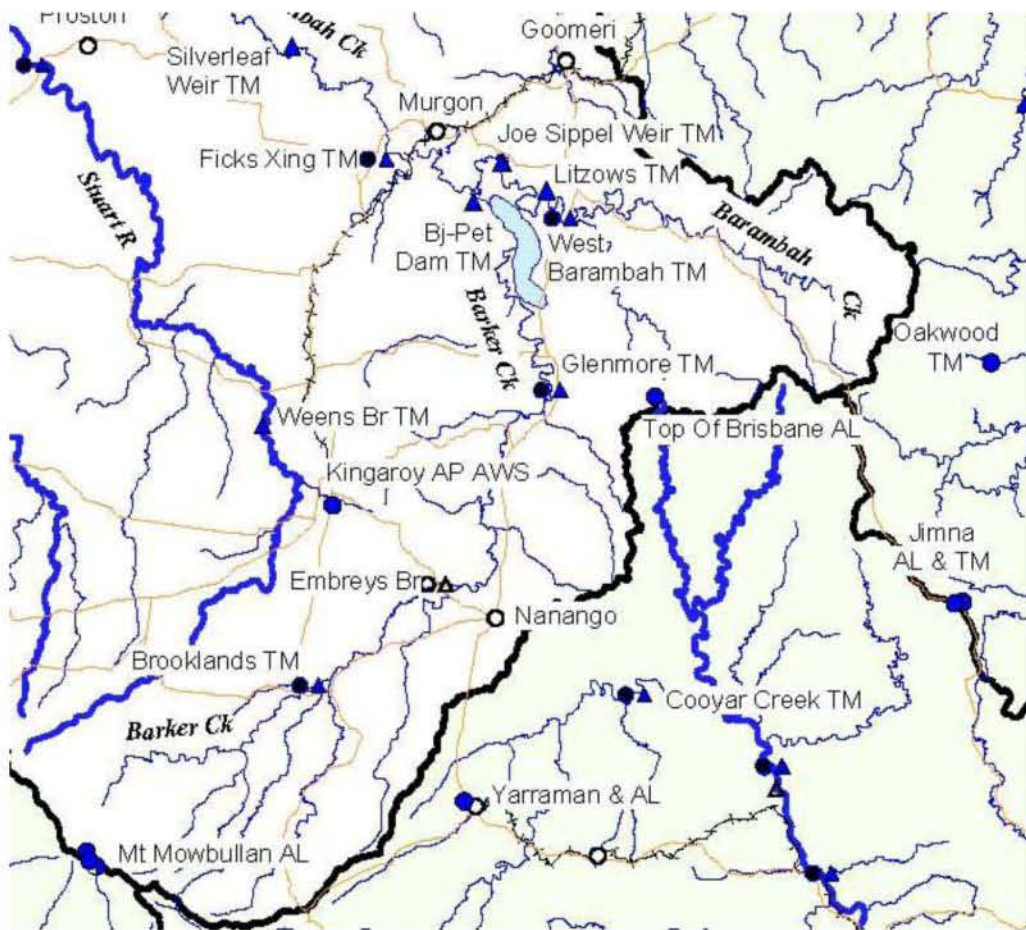 Proston
Silverleaf
Weir TM
mbah Ck
Goomeri
Murgon
Joe Sippel Weir TM
Ficks Xing TM
Litzows TM
Stuart R
Bj-Pet
Dam TM
West
Barambah TM
Barambah
Ck
Barker Ck
Oakwood
TM
Glenmore TM
Weens Br TM
Top Of Brisbane AL
Kingaroy AP AWS
Jimna
AL & TM
Embreys Br
Nanango
Brooklands TM
Cooyar Creek TM
Barker Ck
Yarraman & AL
Mt Mowbullan AL